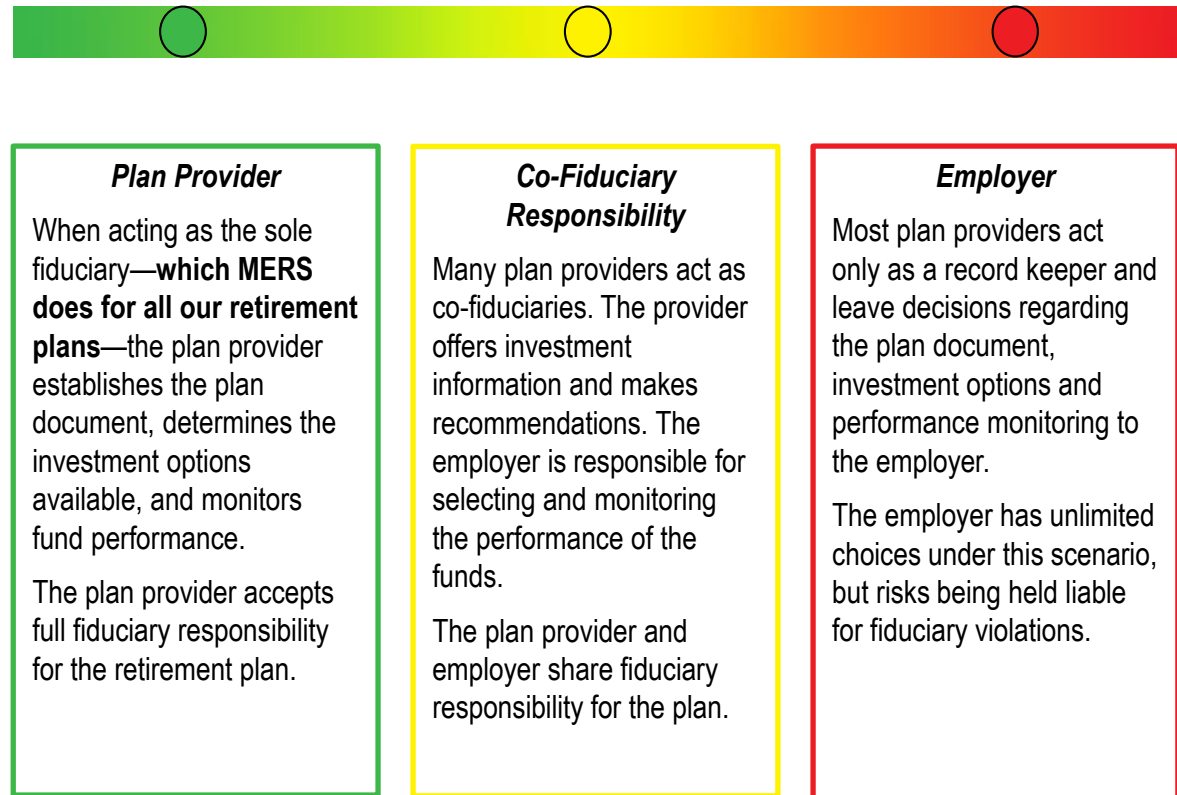 Plan Provider
When acting as the sole
fiduciary—which MERS
does for all our retirement
plans—the plan provider
establishes the plan
document, determines the
investment options
available, and monitors
fund performance.
The plan provider accepts
full fiduciary responsibility
for the retirement plan.
Co-Fiduciary
Responsibility
Many plan providers act as
co-fiduciaries. The provider
offers investment
information and makes
recommendations. The
employer is responsible for
selecting and monitoring
the performance of the
funds.
The plan provider and
employer share fiduciary
responsibility for the plan.
Employer
Most plan providers act
only as a record keeper and
leave decisions regarding
the plan document,
investment options and
performance monitoring to
the employer.
The employer has unlimited
choices under this scenario,
but risks being held liable
for fiduciary violations.